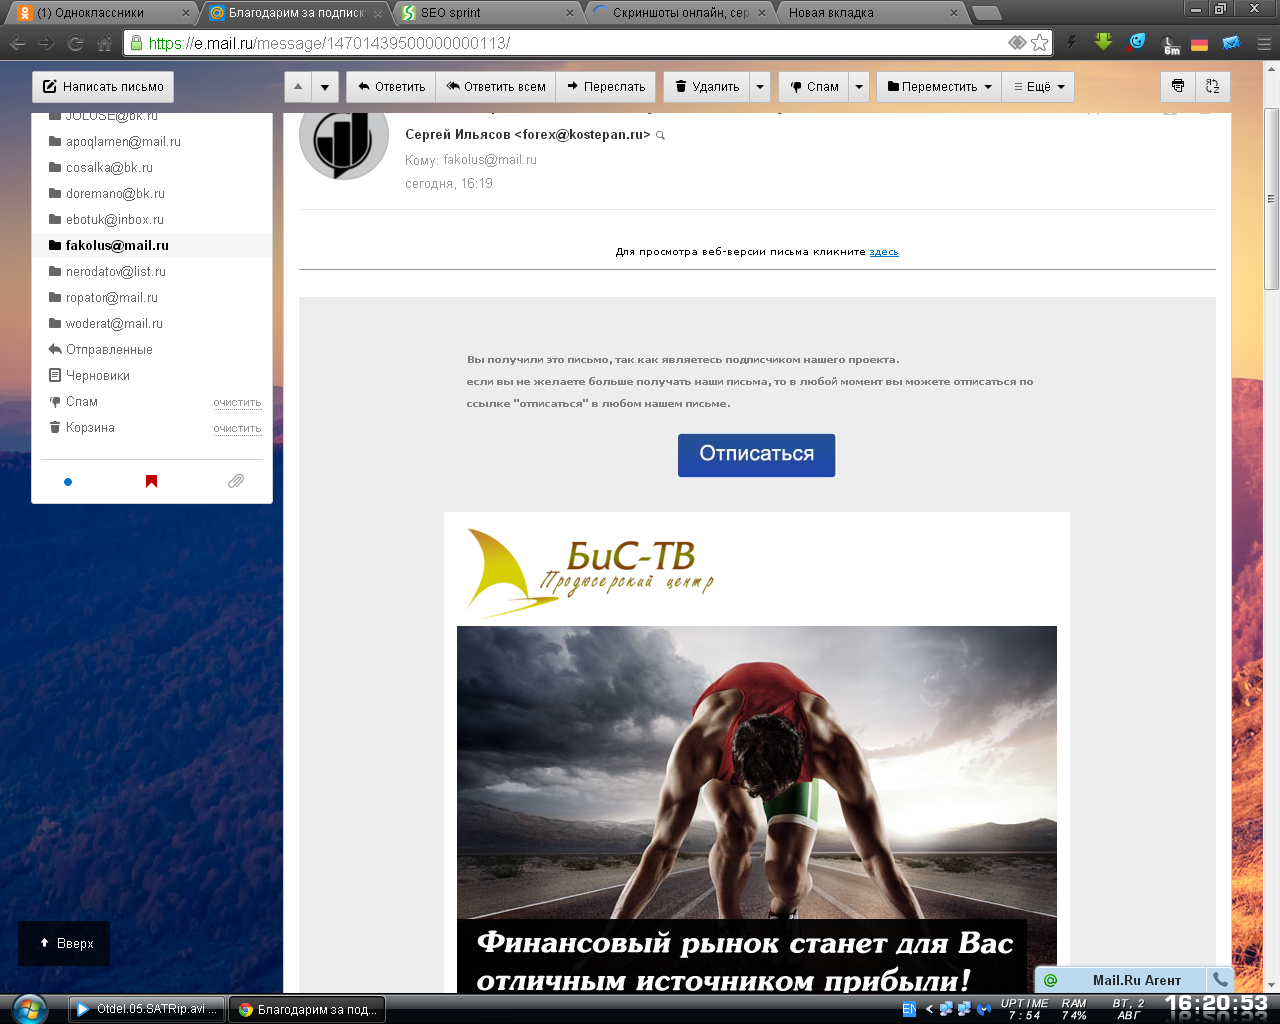 (1) Одноклассники
Благодарим за подписк
SEO sprint
Скриншоты онлайн, сер
Новая вкладка
https://e.mail.ru/message/14701439500000000113/
6m
Написать письмо
Ответить
Ответить всем
Переслать
Удалить
Спам
Переместить
Ещё
JOLUSE@bk.ru
apoqlamen@mail.ru
cosalka@bk.ru
doremano@bk.ru
ebotuk@inbox.ru
fakolus@mail.ru
nerodatov@list.ru
ropator@mail.ru
woderat@mail.ru
Отправленные
Черновики
Спам очистить
Корзина очистить
Сергей Ильясов <forex@kostepan.ru>
Кому: fakolus@mail.ru
сегодня, 16:19
Для просмотра веб-версии письма кликните здесь
Вы получили это письмо, так как являетесь подписчиком нашего проекта.
если вы не желаете больше получать наши письма, то в любой момент вы можете отписаться по
ссылке "отписаться" в любом нашем письме.
Отписаться
БиС-ТВ
Продюсерский центр
Финансовый рынок станет для Вас
отличным источником прибыли!
Вверх
Mail.Ru Агент
Otdel.05.SATRip.avi ...
Благодарим за под...
EN
UPTIME
7:54
RAM
74%
ВТ, 2
АВГ
16:20:53